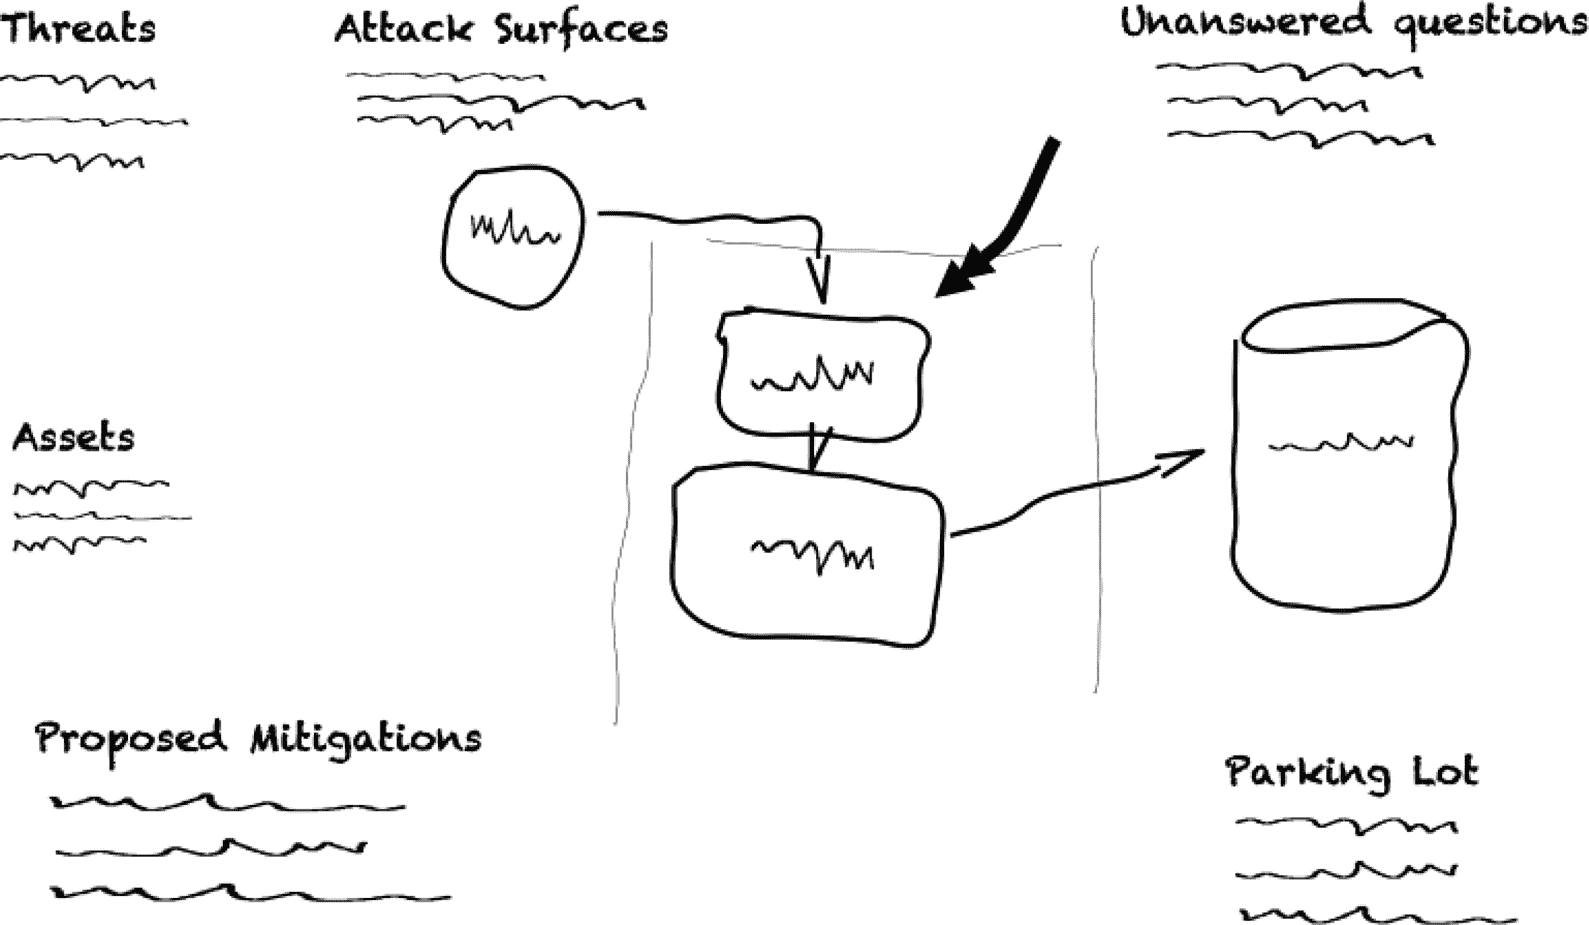 Threats
Attack Surfaces
Unanswered questions
Assets
Proposed Mitigations
Parking Lot